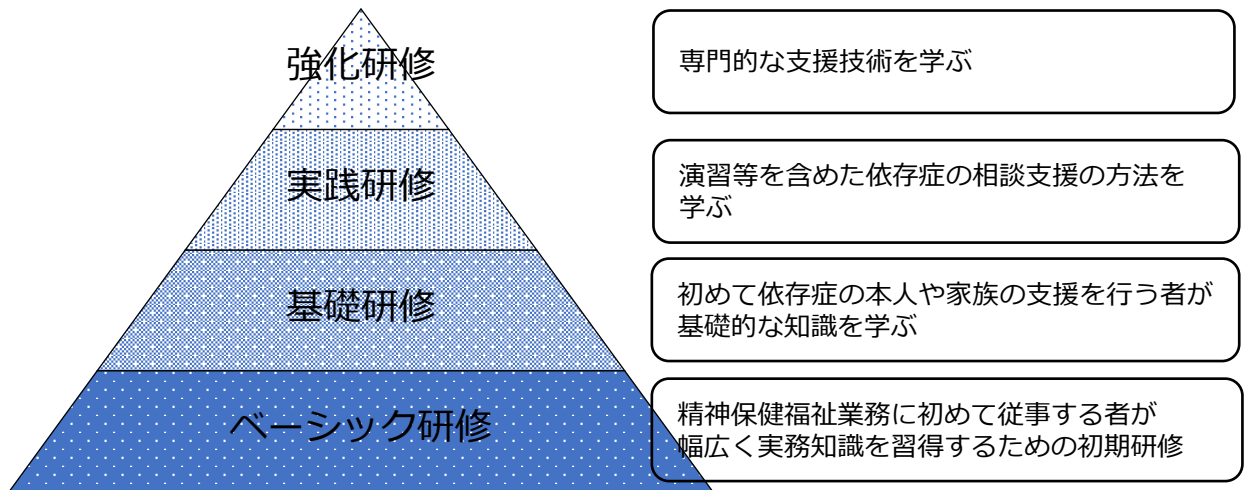 強化研修
専門的な支援技術を学ぶ
実践研修
演習等を含めた依存症の相談支援の方法を
学ぶ
基礎研修
初めて依存症の本人や家族の支援を行う者が
基礎的な知識を学ぶ
ベーシック研修
精神保健福祉業務に初めて従事する者が
幅広く実務知識を習得するための初期研修